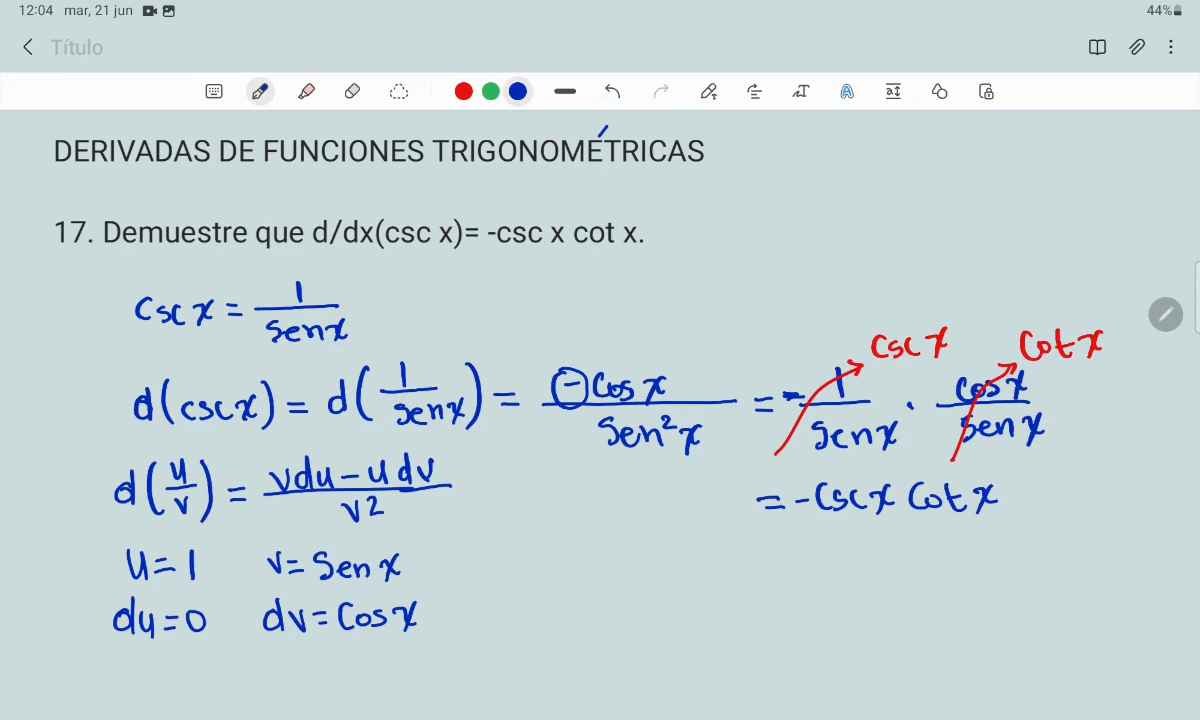 12:04 mar, 21 jun 44%
Título
DERIVADAS DE FUNCIONES TRIGONOMÉTRICAS
17. Demuestre que d/dx(csc x)= -csc x cot x.
csc x = 1/sen x
csc x cot x
d(csc x) = d(1/sen x) = -cos x/sen²x = - 1/sen x · cos x/sen x
d(u/v) = vdu - udv/v²
= - csc x cot x
u = 1 v = sen x
du = 0 dv = cos x